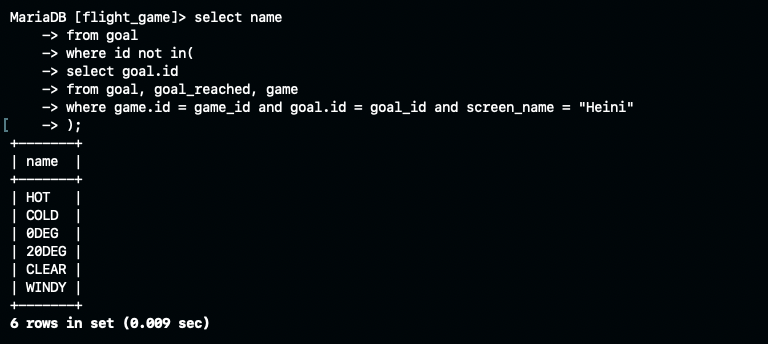 MariaDB [flight_game]> select name
    -> from goal
    -> where id not in(
    -> select goal.id
    -> from goal, goal_reached, game
    -> where game.id = game_id and goal.id = goal_id and screen_name = "Heini"
[    -> );
+-------+
| name  |
+-------+
| HOT   |
| COLD  |
| 0DEG  |
| 20DEG |
| CLEAR |
| WINDY |
+-------+
6 rows in set (0.009 sec)